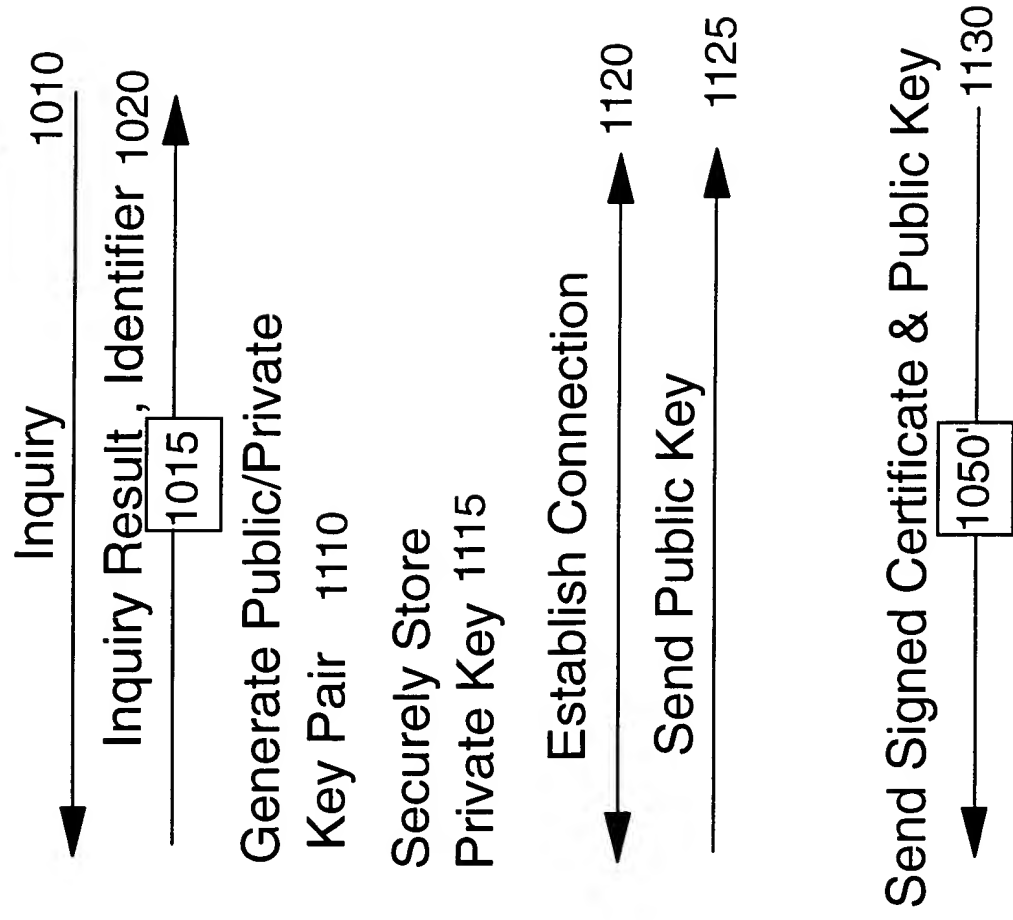 Inquiry
1010
Inquiry Result, Identifier 1020
1015
Generate Public/Private
Key Pair 1110
Securely Store
Private Key 1115
Establish Connection
1120
Send Public Key
1125
Send Signed Certificate & Public Key
1050'
1130